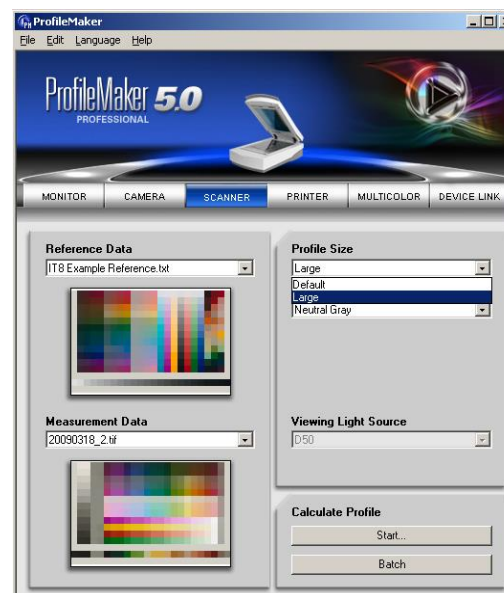 ProfileMaker
File Edit Language Help
ProfileMaker 5.0
PROFESSIONAL
MONITOR CAMERA SCANNER PRINTER MULTICOLOR DEVICE LINK
Reference Data
IT8 Example Reference.txt
Measurement Data
20090318_2.tif
Profile Size
Large
Default
Large
Neutral Gray
Viewing Light Source
D50
Calculate Profile
Start...
Batch